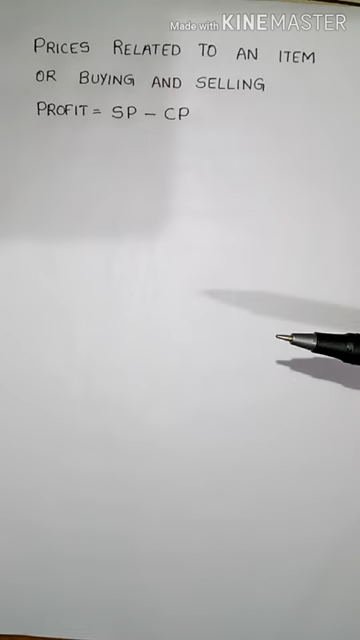 Made with KINEMASTER
PRICES RELATED TO AN ITEM
OR BUYING AND SELLING
PROFIT = SP – CP